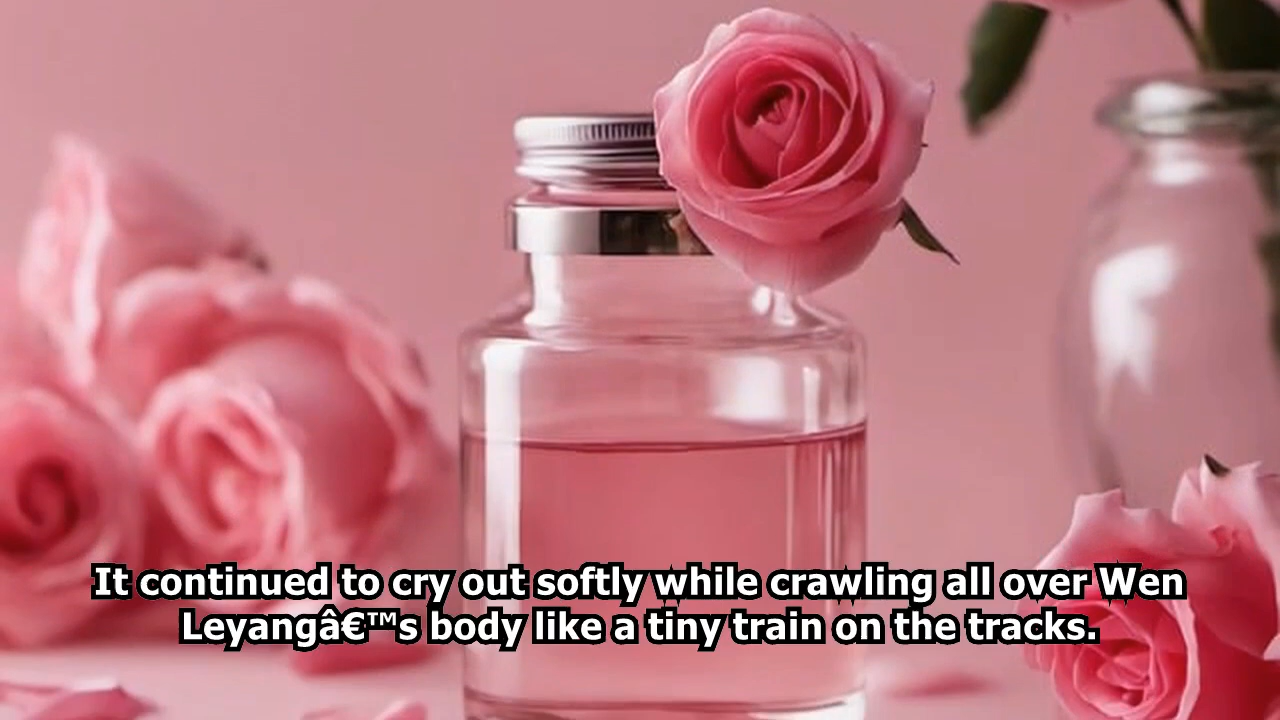 It continued to cry out softly while crawling all over Wen
Leyangâ€™s body like a tiny train on the tracks.